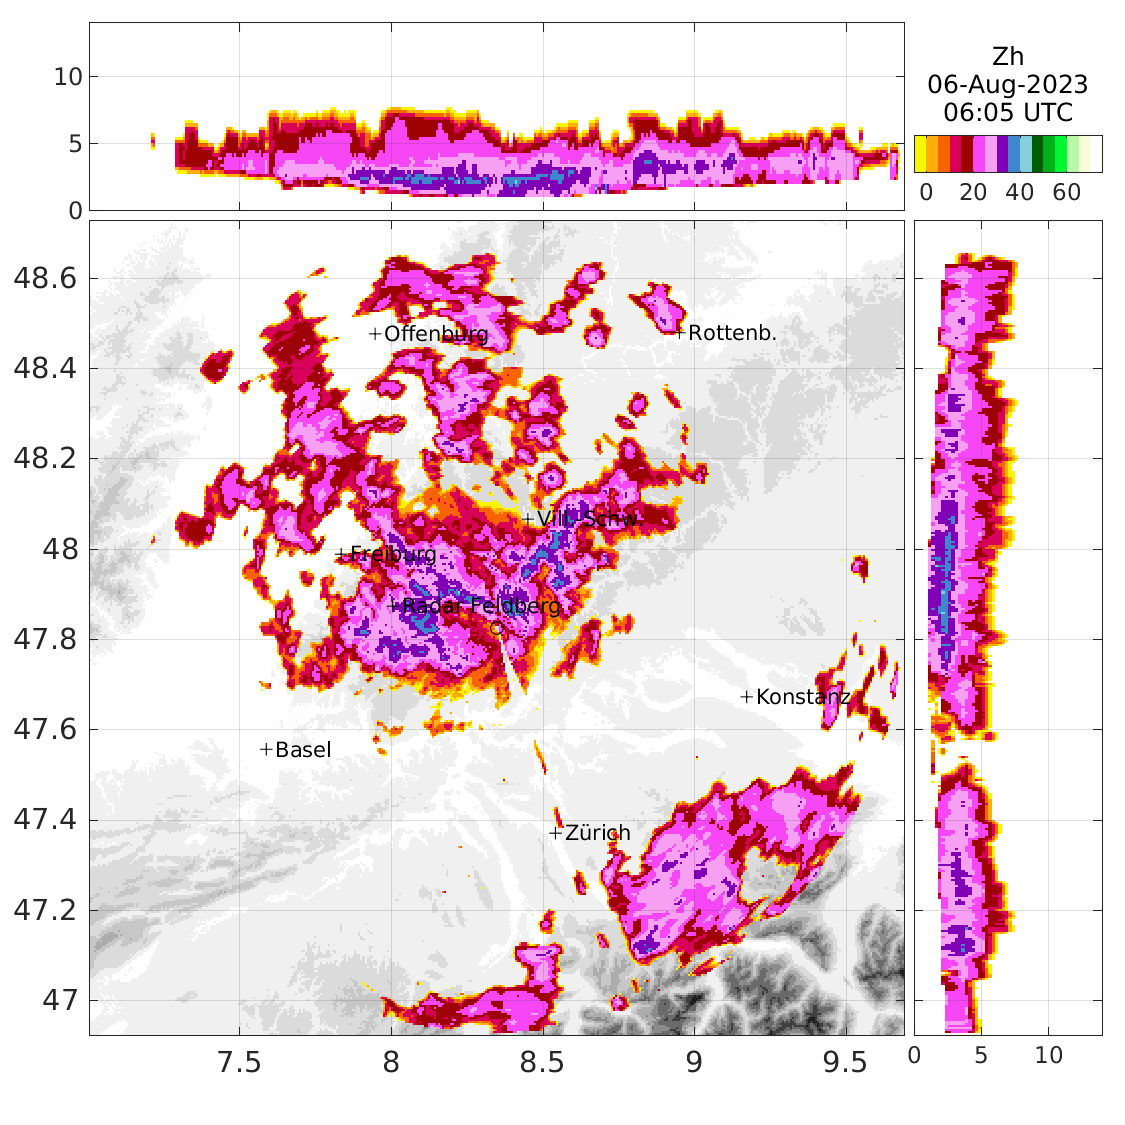 10
5
0
Zh
06-Aug-2023
06:05 UTC
0 20 40 60
48.6
48.4
48.2
48
47.8
47.6
47.4
47.2
47
+Offenburg
+Rottenb.
+Vill. Schw.
+Freiburg
+Radar Feldberg
+Konstanz
+Basel
+Zürich
7.5 8 8.5 9 9.5
0 5 10